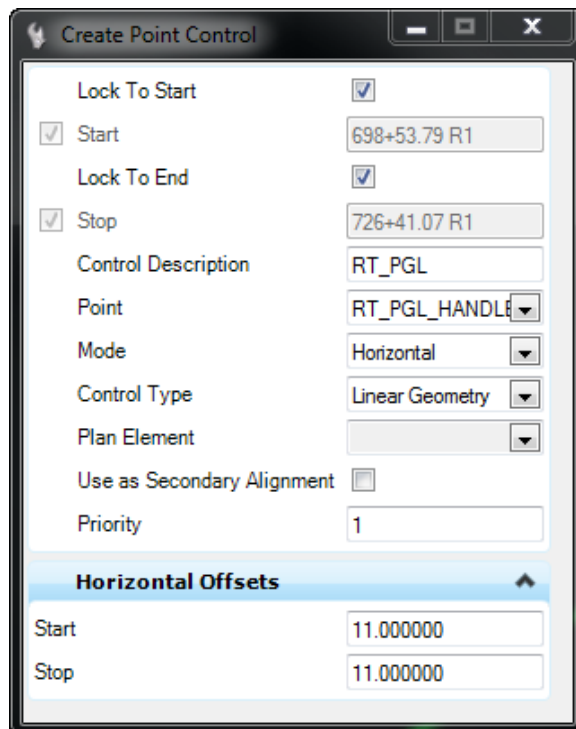 Create Point Control
Lock To Start
Start 698+53.79 R1
Lock To End
Stop 726+41.07 R1
Control Description RT_PGL
Point RT_PGL_HANDLE
Mode Horizontal
Control Type Linear Geometry
Plan Element
Use as Secondary Alignment
Priority 1
Horizontal Offsets
Start 11.000000
Stop 11.000000